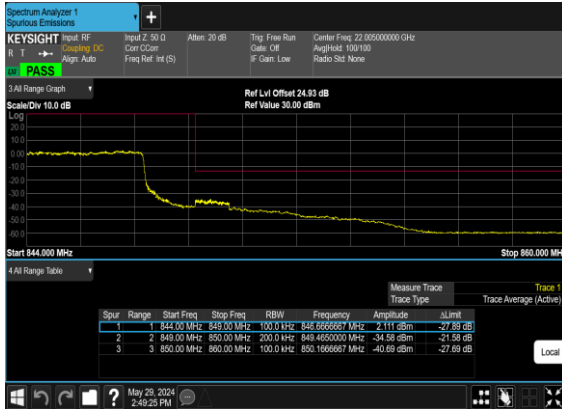 Spectrum Analyzer 1
Spurious Emissions
+
KEYSIGHT Input: RF Input Z: 50 Ω Atten: 20 dB Trig: Free Run Center Freq: 22.005000000 GHz
R T Coupling: DC Corr CCorr Gate: Off Avg|Hold: 100/100
Align: Auto Freq Ref: Int (S) IF Gain: Low Radio Std: None
PASS
3 All Range Graph
Ref Lvl Offset 24.93 dB
Scale/Div 10.0 dB Ref Value 30.00 dBm
Log
20.0
0.00
-10.0
-20.0
-30.0
-40.0
-50.0
-60.0
Start 844.000 MHz Stop 860.000 MH
4 All Range Table
Measure Trace Trace 1
Trace Type Trace Average (Active)
Spur Range Start Freq Stop Freq RBW Frequency Amplitude ΔLimit
1 1 844.00 MHz 849.00 MHz 100.0 kHz 846.6666667 MHz 2.111 dBm -27.89 dB
2 2 849.00 MHz 850.00 MHz 200.0 kHz 849.4650000 MHz -34.58 dBm -21.58 dB
3 3 850.00 MHz 860.00 MHz 100.0 kHz 850.1666667 MHz -40.69 dBm -27.69 dB
Local
?
May 29, 2024
2:49:25 PM